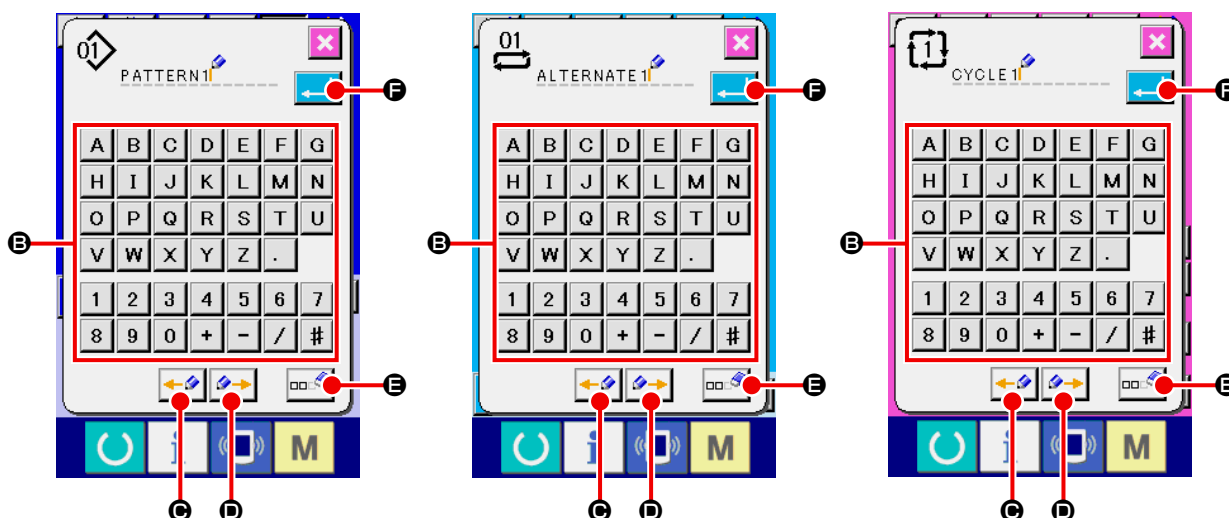 01
PATTERN1
F
A B C D E F G
H I J K L M N
O P Q R S T U
B
V W X Y Z .
1 2 3 4 5 6 7
8 9 0 + − / #
E
i M
C D
01
ALTERNATE1
F
A B C D E F G
H I J K L M N
O P Q R S T U
B
V W X Y Z .
1 2 3 4 5 6 7
8 9 0 + − / #
E
i M
C D
1
CYCLE1
F
A B C D E F G
H I J K L M N
O P Q R S T U
B
V W X Y Z .
1 2 3 4 5 6 7
8 9 0 + − / #
E
i M
C D